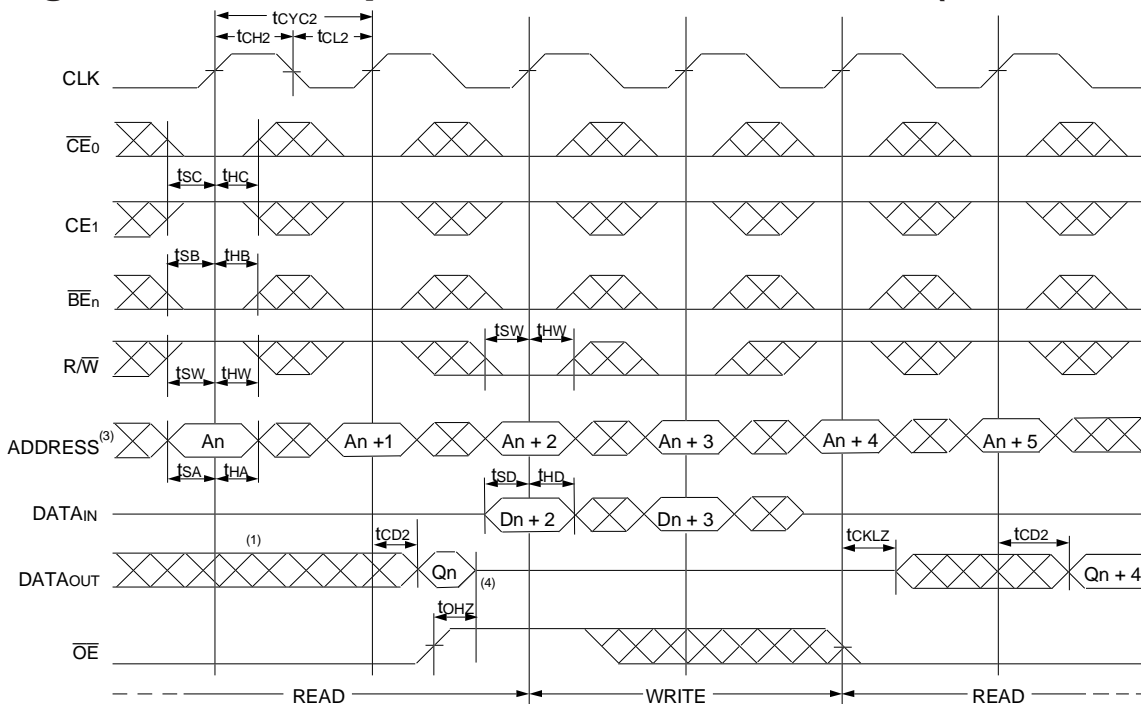 tCYC2
tCH2 tCL2
CLK
CE0
tSC tHC
CE1
tSB tHB
BEn
tSW tHW
R/W
tSW tHW
ADDRESS(3) An An +1 An + 2 An + 3 An + 4 An + 5
tSA tHA tSD tHD
DATAIN Dn + 2 Dn + 3
(1) tCD2 tCKLZ tCD2
DATAOUT Qn (4) Qn + 4
tOHZ
OE
READ WRITE READ